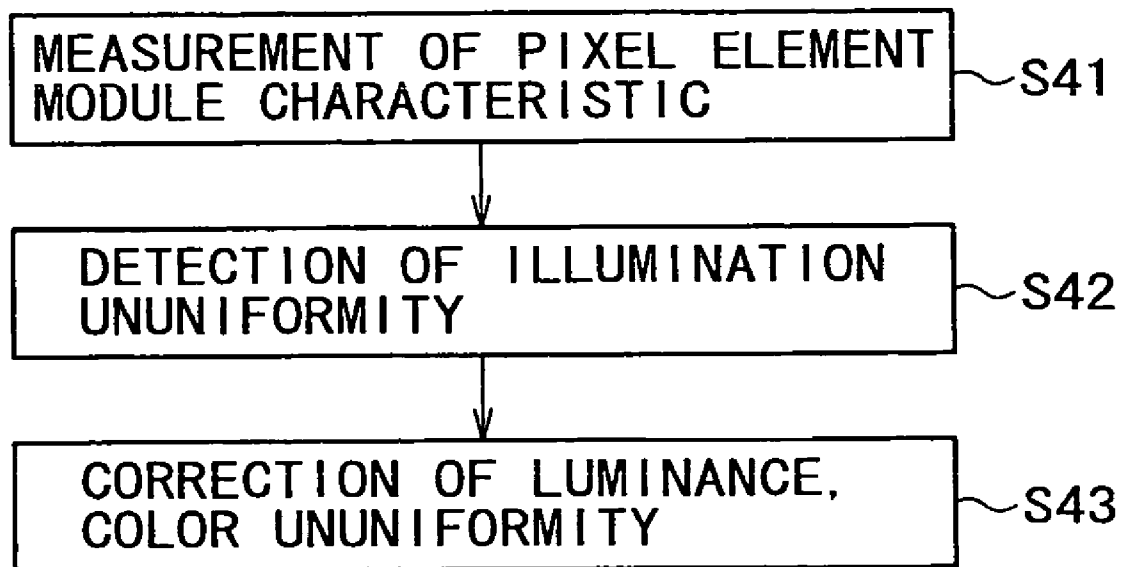 MEASUREMENT OF PIXEL ELEMENT
MODULE CHARACTERISTIC
S41
DETECTION OF ILLUMINATION
UNUNIFORMITY
S42
CORRECTION OF LUMINANCE,
COLOR UNUNIFORMITY
S43